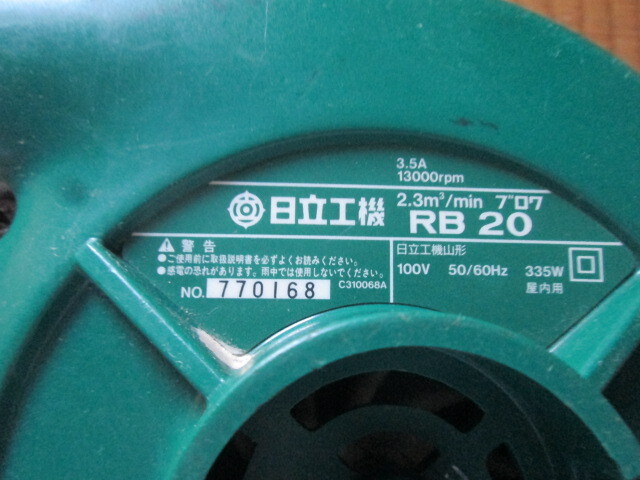 3.5A
13000rpm
日立工機 2.3m³/min ブロワ
RB 20
⚠ 警告
●ご使用前に取扱説明書を必ずよくお読みください。
●感電の恐れがあります。雨中では使用しないでください。
NO. 770168 C310068A
日立工機山形
100V 50/60Hz 335W
屋内用